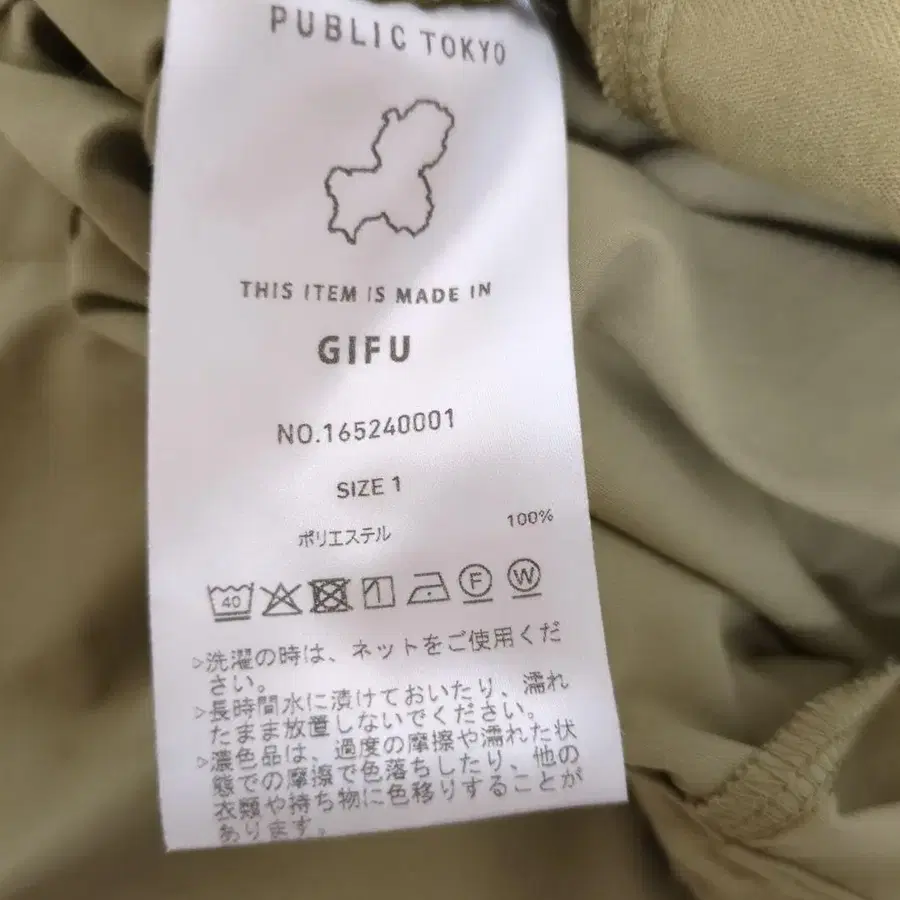 PUBLIC TOKYO
THIS ITEM IS MADE IN
GIFU
NO.165240001
SIZE 1
ポリエステル 100%
40 F W
▷洗濯の時は、ネットをご使用くだ
さい。
▷長時間水に漬けておいたり、濡れ
たまま放置しないでください。
▷濃色品は、過度の摩擦や濡れた状
態での摩擦で色落ちしたり、他の
衣類や持ち物に色移りすることが
あります。